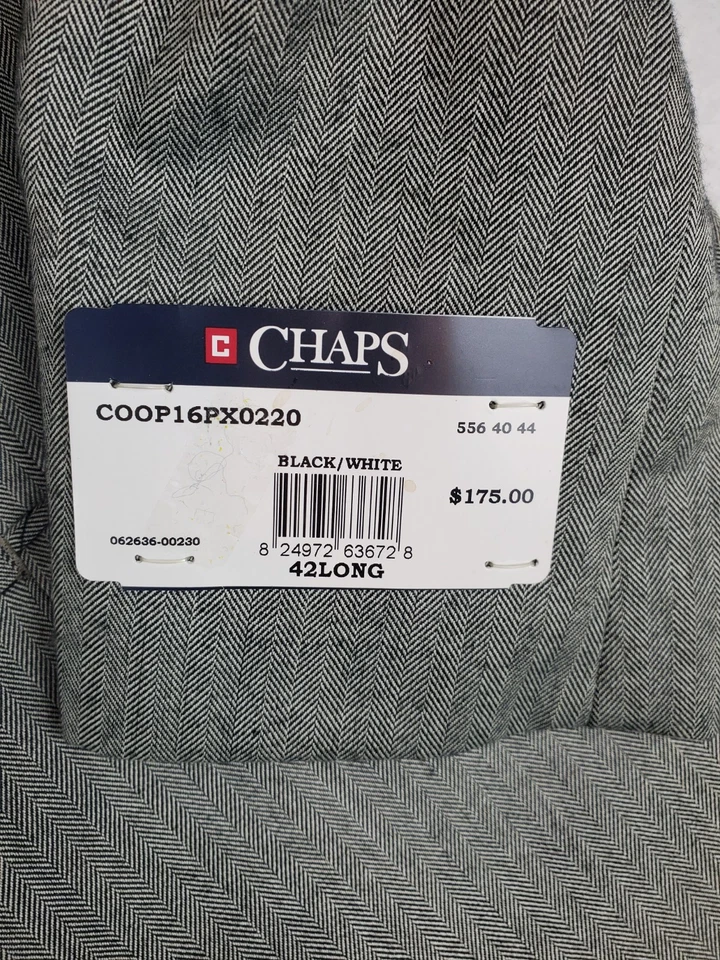 C CHAPS
COOP16PX0220
556 40 44
BLACK/WHITE
$175.00
062636-00230
8 24972 63672 8
42LONG